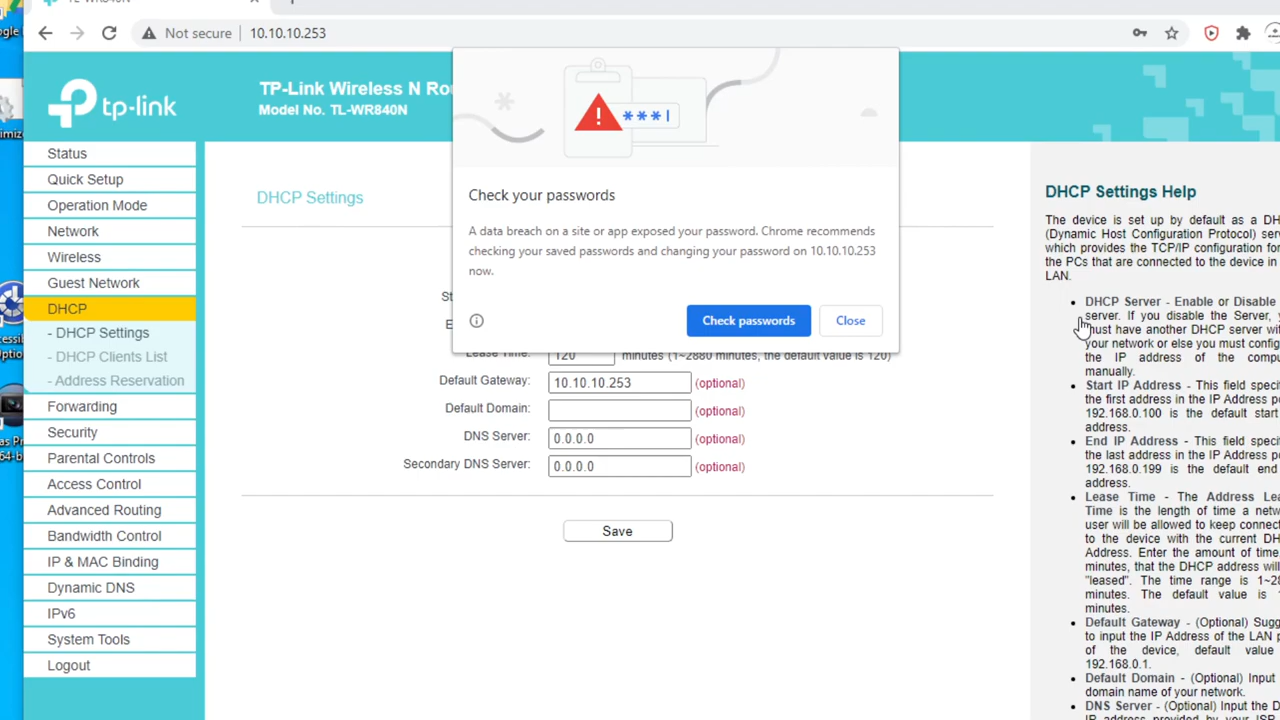 Not secure
10.10.10.253
tp-link
TP-Link Wireless N Ro
Model No. TL-WR840N
Status
Quick Setup
Operation Mode
Network
Wireless
Guest Network
DHCP
- DHCP Settings
- DHCP Clients List
- Address Reservation
Forwarding
Security
Parental Controls
Access Control
Advanced Routing
Bandwidth Control
IP & MAC Binding
Dynamic DNS
IPv6
System Tools
Logout
DHCP Settings
***
Check your passwords
A data breach on a site or app exposed your password. Chrome recommends
checking your saved passwords and changing your password on 10.10.10.253
now.
Check passwords
Close
Lease Time: 120 minutes (1~2880 minutes, the default value is 120)
Default Gateway: 10.10.10.253 (optional)
Default Domain: (optional)
DNS Server: 0.0.0.0 (optional)
Secondary DNS Server: 0.0.0.0 (optional)
Save
DHCP Settings Help
The device is set up by default as a DH
(Dynamic Host Configuration Protocol) serv
which provides the TCP/IP configuration for
the PCs that are connected to the device in
LAN.
DHCP Server - Enable or Disable
server. If you disable the Server, y
must have another DHCP server wi
your network or else you must config
the IP address of the compu
manually.
Start IP Address - This field speci
the first address in the IP Address p
192.168.0.100 is the default start
address.
End IP Address - This field speci
the last address in the IP Address po
192.168.0.199 is the default end
address.
Lease Time - The Address Lea
Time is the length of time a netw
user will be allowed to keep connect
to the device with the current DH
Address. Enter the amount of time,
minutes, that the DHCP address will
"leased". The time range is 1~28
minutes. The default value is 1
minutes.
Default Gateway - (Optional) Sugg
to input the IP Address of the LAN p
of the device, default value
192.168.0.1.
Default Domain - (Optional) Input
domain name of your network.
DNS Server - (Optional) Input the D